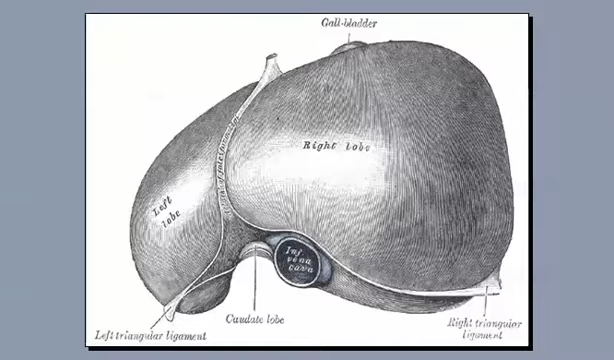 Gall-bladder
Right lobe
Left
lobe
Inf.
vena
cava
Caudate lobe
Left triangular ligament
Right triangular
ligament